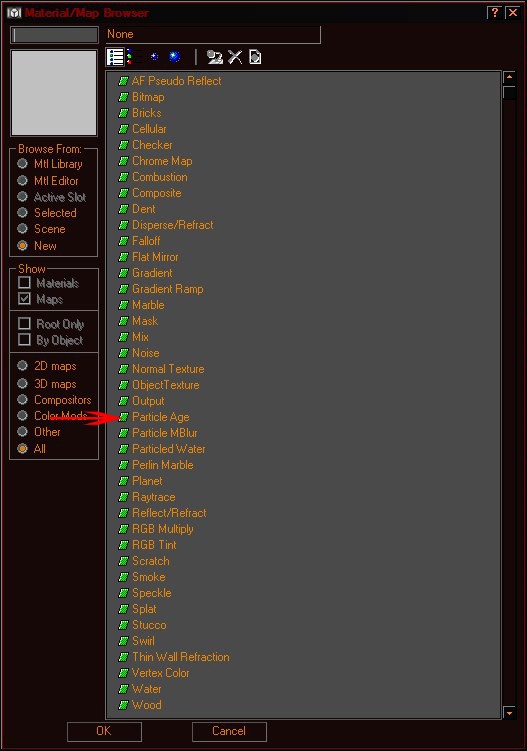 Material/Map Browser
None
Browse From:
Mtl Library
Mtl Editor
Active Slot
Selected
Scene
New
Show
Materials
Maps
Root Only
By Object
2D maps
3D maps
Compositors
Color Mods
Other
All
AF Pseudo Reflect
Bitmap
Bricks
Cellular
Checker
Chrome Map
Combustion
Composite
Dent
Disperse/Refract
Falloff
Flat Mirror
Gradient
Gradient Ramp
Marble
Mask
Mix
Noise
Normal Texture
ObjectTexture
Output
Particle Age
Particle MBlur
Particled Water
Perlin Marble
Planet
Raytrace
Reflect/Refract
RGB Multiply
RGB Tint
Scratch
Smoke
Speckle
Splat
Stucco
Swirl
Thin Wall Refraction
Vertex Color
Water
Wood
OK
Cancel